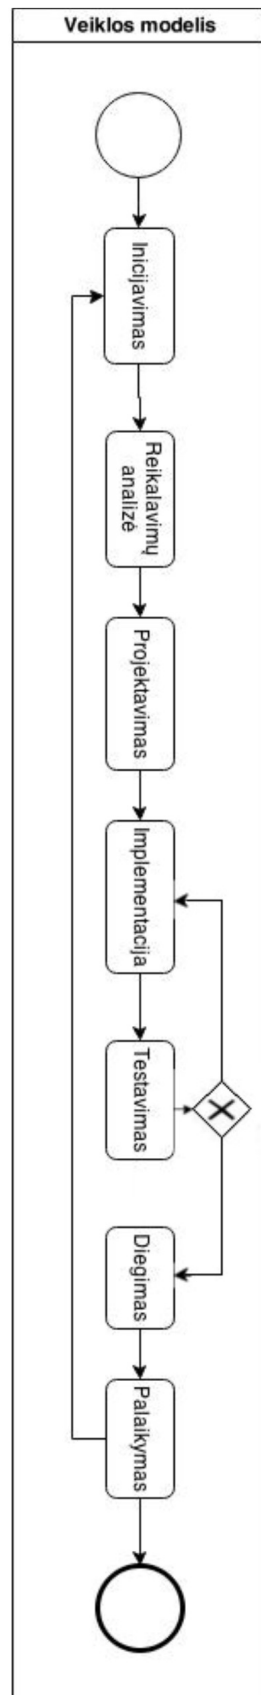 Veiklos modelis
Inicijavimas
Reikalavimų
analizė
Projektavimas
Implementacija
Testavimas
Diegimas
Palaikymas